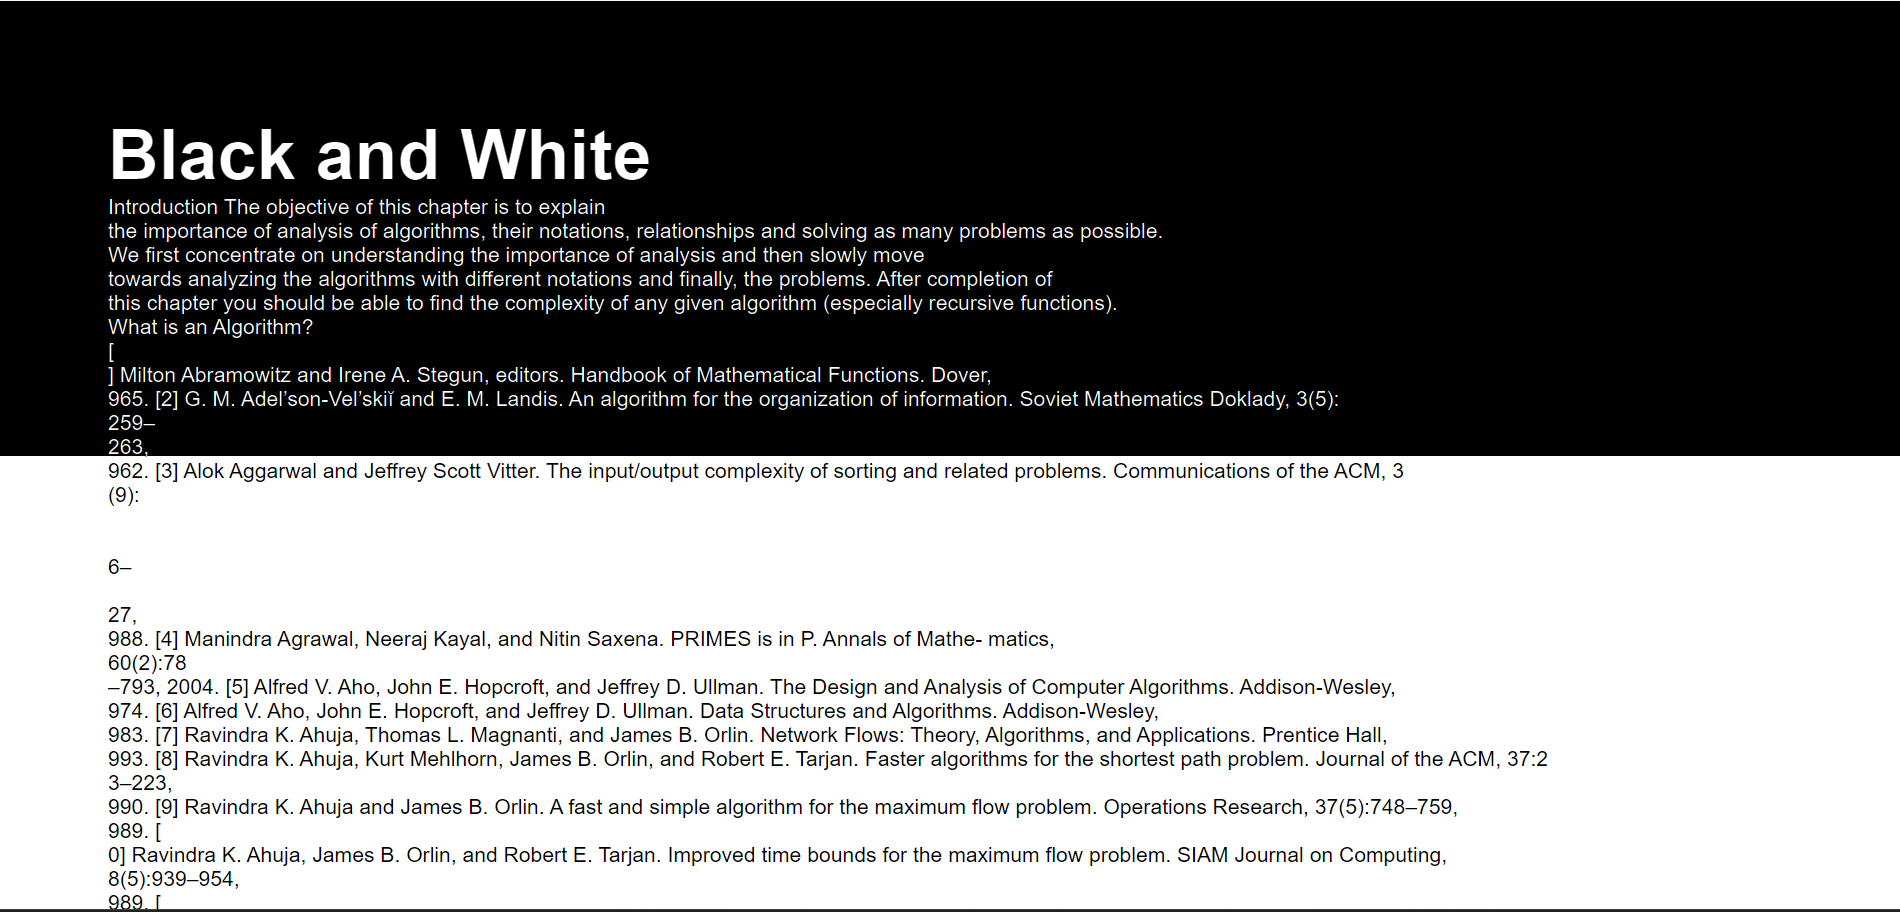 Black and White
Introduction The objective of this chapter is to explain
the importance of analysis of algorithms, their notations, relationships and solving as many problems as possible.
We first concentrate on understanding the importance of analysis and then slowly move
towards analyzing the algorithms with different notations and finally, the problems. After completion of
this chapter you should be able to find the complexity of any given algorithm (especially recursive functions).
What is an Algorithm?
[
] Milton Abramowitz and Irene A. Stegun, editors. Handbook of Mathematical Functions. Dover,
965. [2] G. M. Adel’son-Vel’skiĭ and E. M. Landis. An algorithm for the organization of information. Soviet Mathematics Doklady, 3(5):
259–
263,
962. [3] Alok Aggarwal and Jeffrey Scott Vitter. The input/output complexity of sorting and related problems. Communications of the ACM, 3
(9):
6–
27,
988. [4] Manindra Agrawal, Neeraj Kayal, and Nitin Saxena. PRIMES is in P. Annals of Mathe- matics,
60(2):78
–793, 2004. [5] Alfred V. Aho, John E. Hopcroft, and Jeffrey D. Ullman. The Design and Analysis of Computer Algorithms. Addison-Wesley,
974. [6] Alfred V. Aho, John E. Hopcroft, and Jeffrey D. Ullman. Data Structures and Algorithms. Addison-Wesley,
983. [7] Ravindra K. Ahuja, Thomas L. Magnanti, and James B. Orlin. Network Flows: Theory, Algorithms, and Applications. Prentice Hall,
993. [8] Ravindra K. Ahuja, Kurt Mehlhorn, James B. Orlin, and Robert E. Tarjan. Faster algorithms for the shortest path problem. Journal of the ACM, 37:2
3–223,
990. [9] Ravindra K. Ahuja and James B. Orlin. A fast and simple algorithm for the maximum flow problem. Operations Research, 37(5):748–759,
989. [
0] Ravindra K. Ahuja, James B. Orlin, and Robert E. Tarjan. Improved time bounds for the maximum flow problem. SIAM Journal on Computing,
8(5):939–954,
989. [